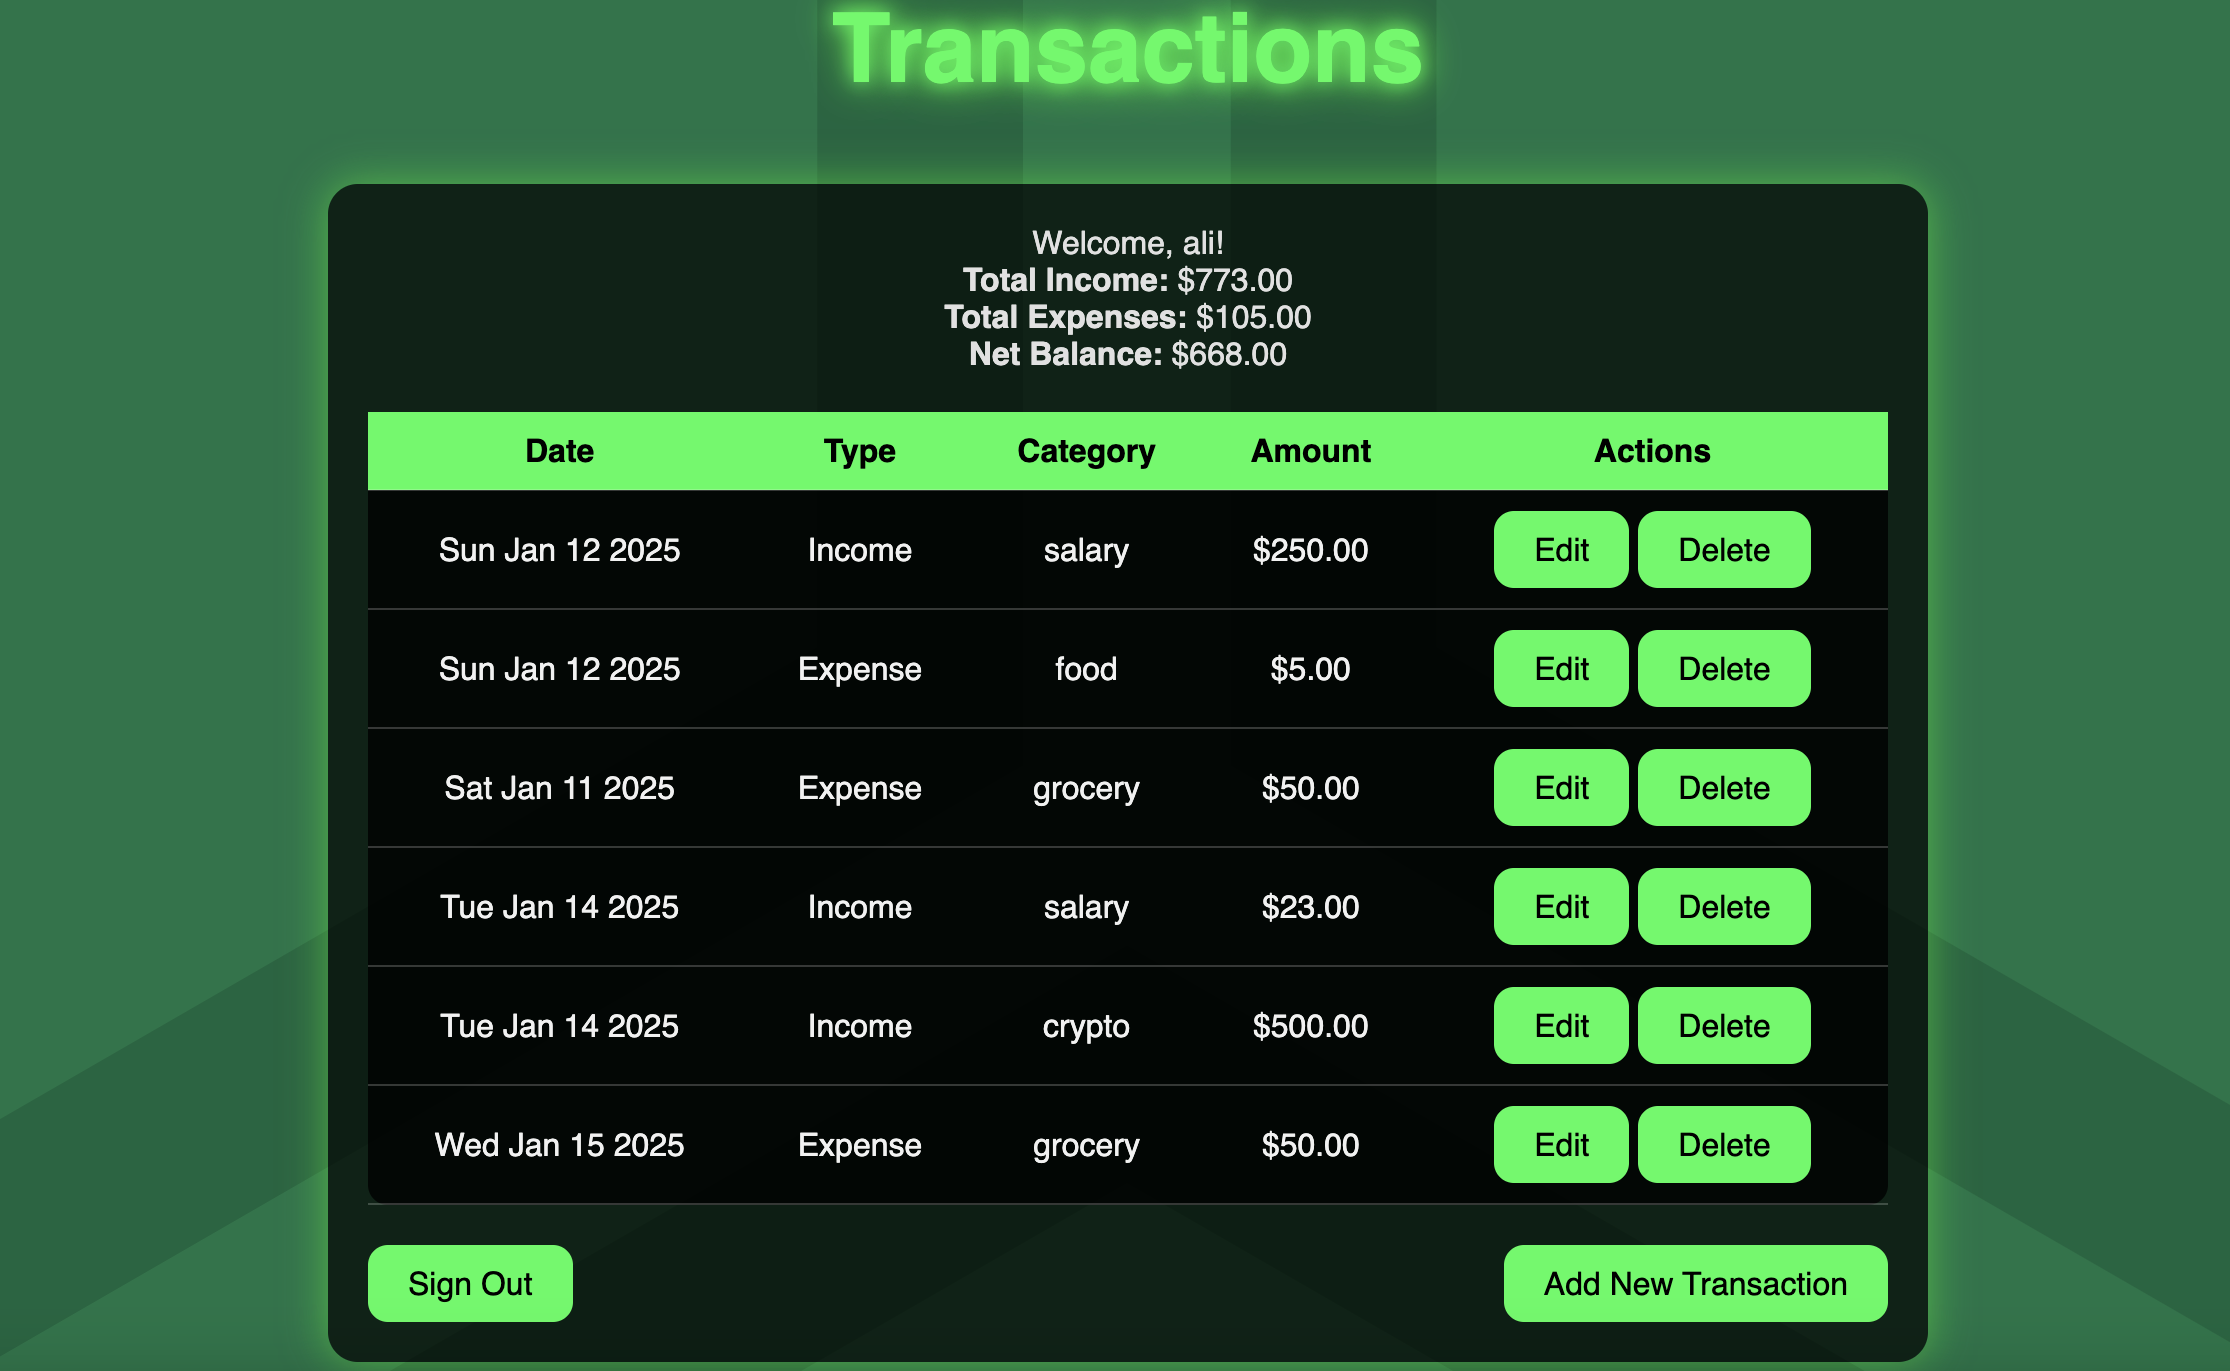 Transactions
Welcome, ali!
Total Income: $773.00
Total Expenses: $105.00
Net Balance: $668.00
Date Type Category Amount Actions
Sun Jan 12 2025 Income salary $250.00 Edit Delete
Sun Jan 12 2025 Expense food $5.00 Edit Delete
Sat Jan 11 2025 Expense grocery $50.00 Edit Delete
Tue Jan 14 2025 Income salary $23.00 Edit Delete
Tue Jan 14 2025 Income crypto $500.00 Edit Delete
Wed Jan 15 2025 Expense grocery $50.00 Edit Delete
Sign Out Add New Transaction